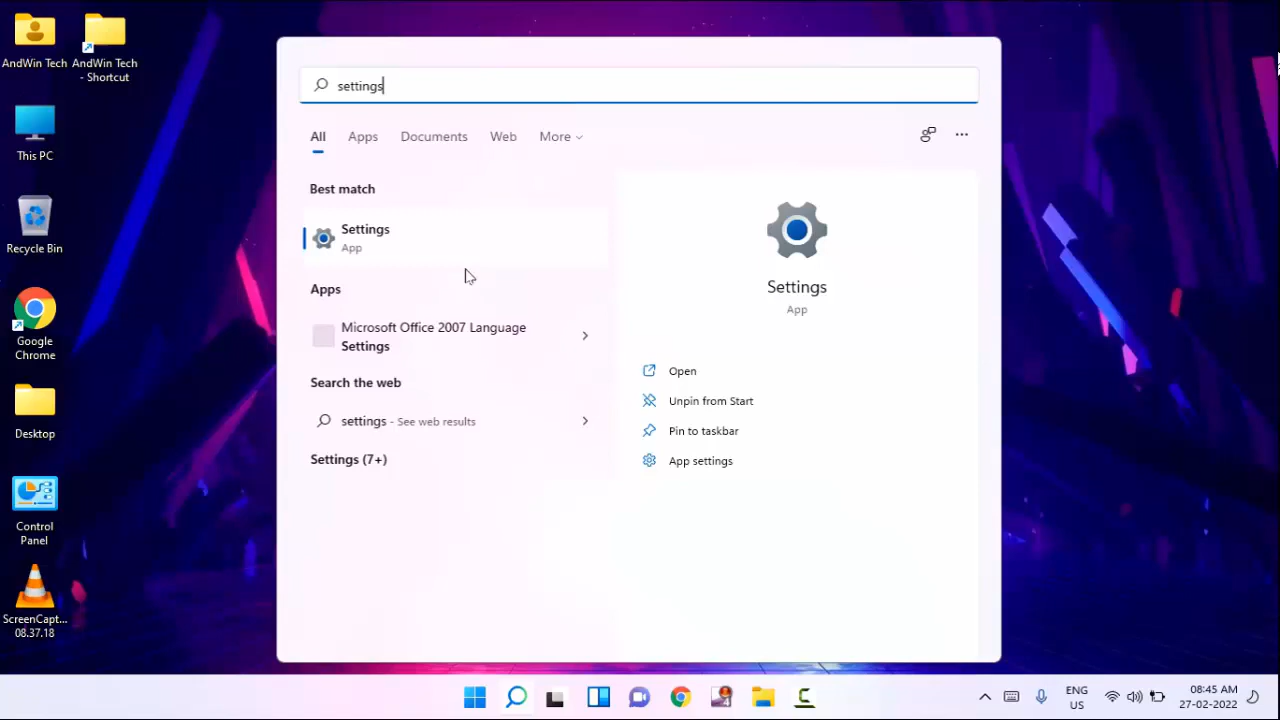 AndWin Tech
AndWin Tech
- Shortcut
This PC
Recycle Bin
Google
Chrome
Desktop
Control
Panel
ScreenCapt...
08.37.18
settings
All Apps Documents Web More
Best match
Settings
App
Apps
Microsoft Office 2007 Language
Settings
Search the web
settings - See web results
Settings (7+)
Settings
App
Open
Unpin from Start
Pin to taskbar
App settings
ENG
US
08:45 AM
27-02-2022